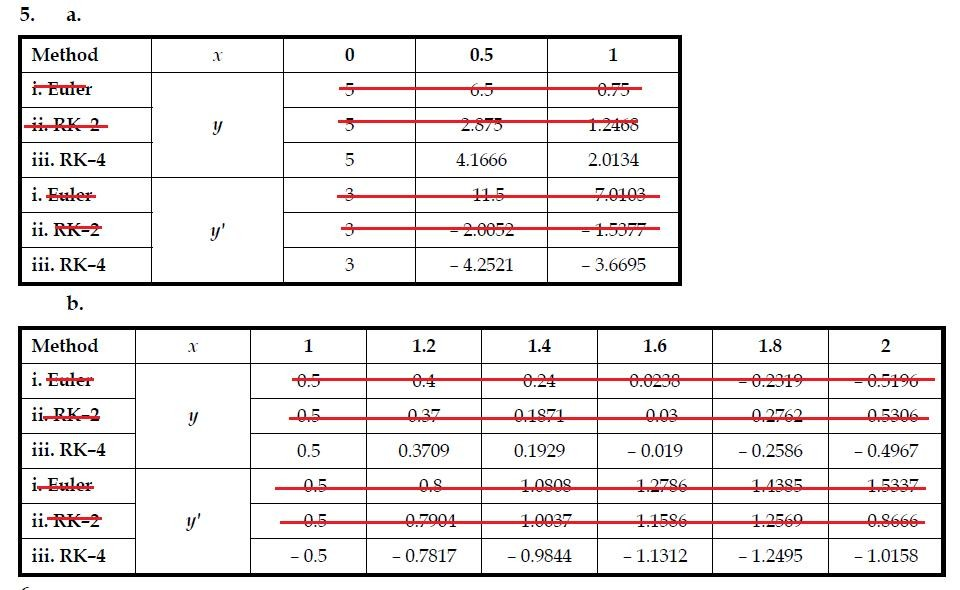 5. a.
Method x 0 0.5 1
i. Euler 5 6.5 0.75
ii. RK–2 y 5 2.875 1.2468
iii. RK–4 5 4.1666 2.0134
i. Euler 3 11.5 7.0103
ii. RK–2 y' 3 – 2.0052 – 1.5377
iii. RK–4 3 – 4.2521 – 3.6695
b.
Method x 1 1.2 1.4 1.6 1.8 2
i. Euler 0.5 0.4 0.24 0.0238 – 0.2319 – 0.5196
ii. RK–2 y 0.5 0.37 0.1871 0.03 0.2762 0.5306
iii. RK–4 0.5 0.3709 0.1929 – 0.019 – 0.2586 – 0.4967
i. Euler 0.5 0.8 1.0808 1.2786 1.4385 1.5337
ii. RK–2 y' 0.5 0.7904 1.0037 1.1586 1.2569 0.8666
iii. RK–4 – 0.5 – 0.7817 – 0.9844 – 1.1312 – 1.2495 – 1.0158